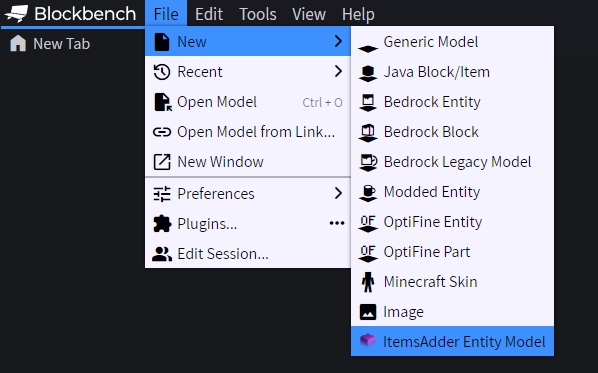 Blockbench File Edit Tools View Help
New Tab
New
Recent
Open Model Ctrl + O
Open Model from Link...
New Window
Preferences
Plugins...
Edit Session...
Generic Model
Java Block/Item
Bedrock Entity
Bedrock Block
Bedrock Legacy Model
Modded Entity
OF OptiFine Entity
OF OptiFine Part
Minecraft Skin
Image
ItemsAdder Entity Model